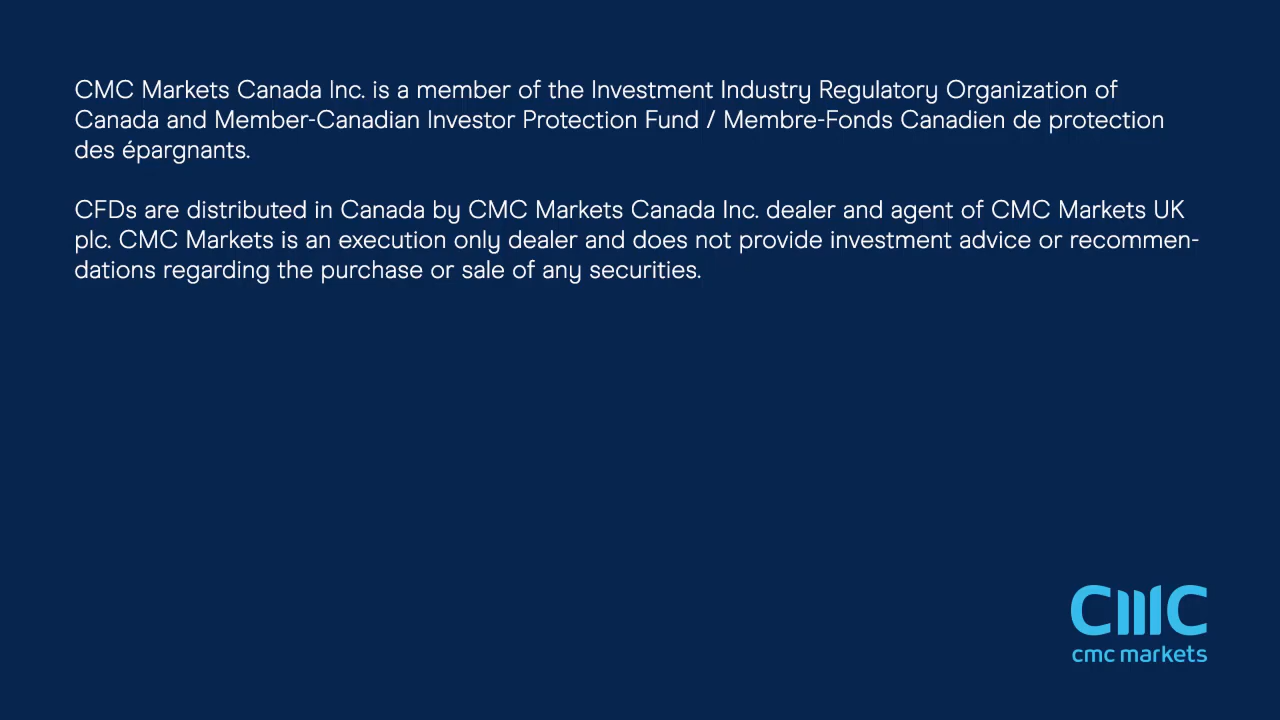 CMC Markets Canada Inc. is a member of the Investment Industry Regulatory Organization of
Canada and Member-Canadian Investor Protection Fund / Membre-Fonds Canadien de protection
des épargnants.
CFDs are distributed in Canada by CMC Markets Canada Inc. dealer and agent of CMC Markets UK
plc. CMC Markets is an execution only dealer and does not provide investment advice or recommen-
dations regarding the purchase or sale of any securities.
CMC
cmc markets